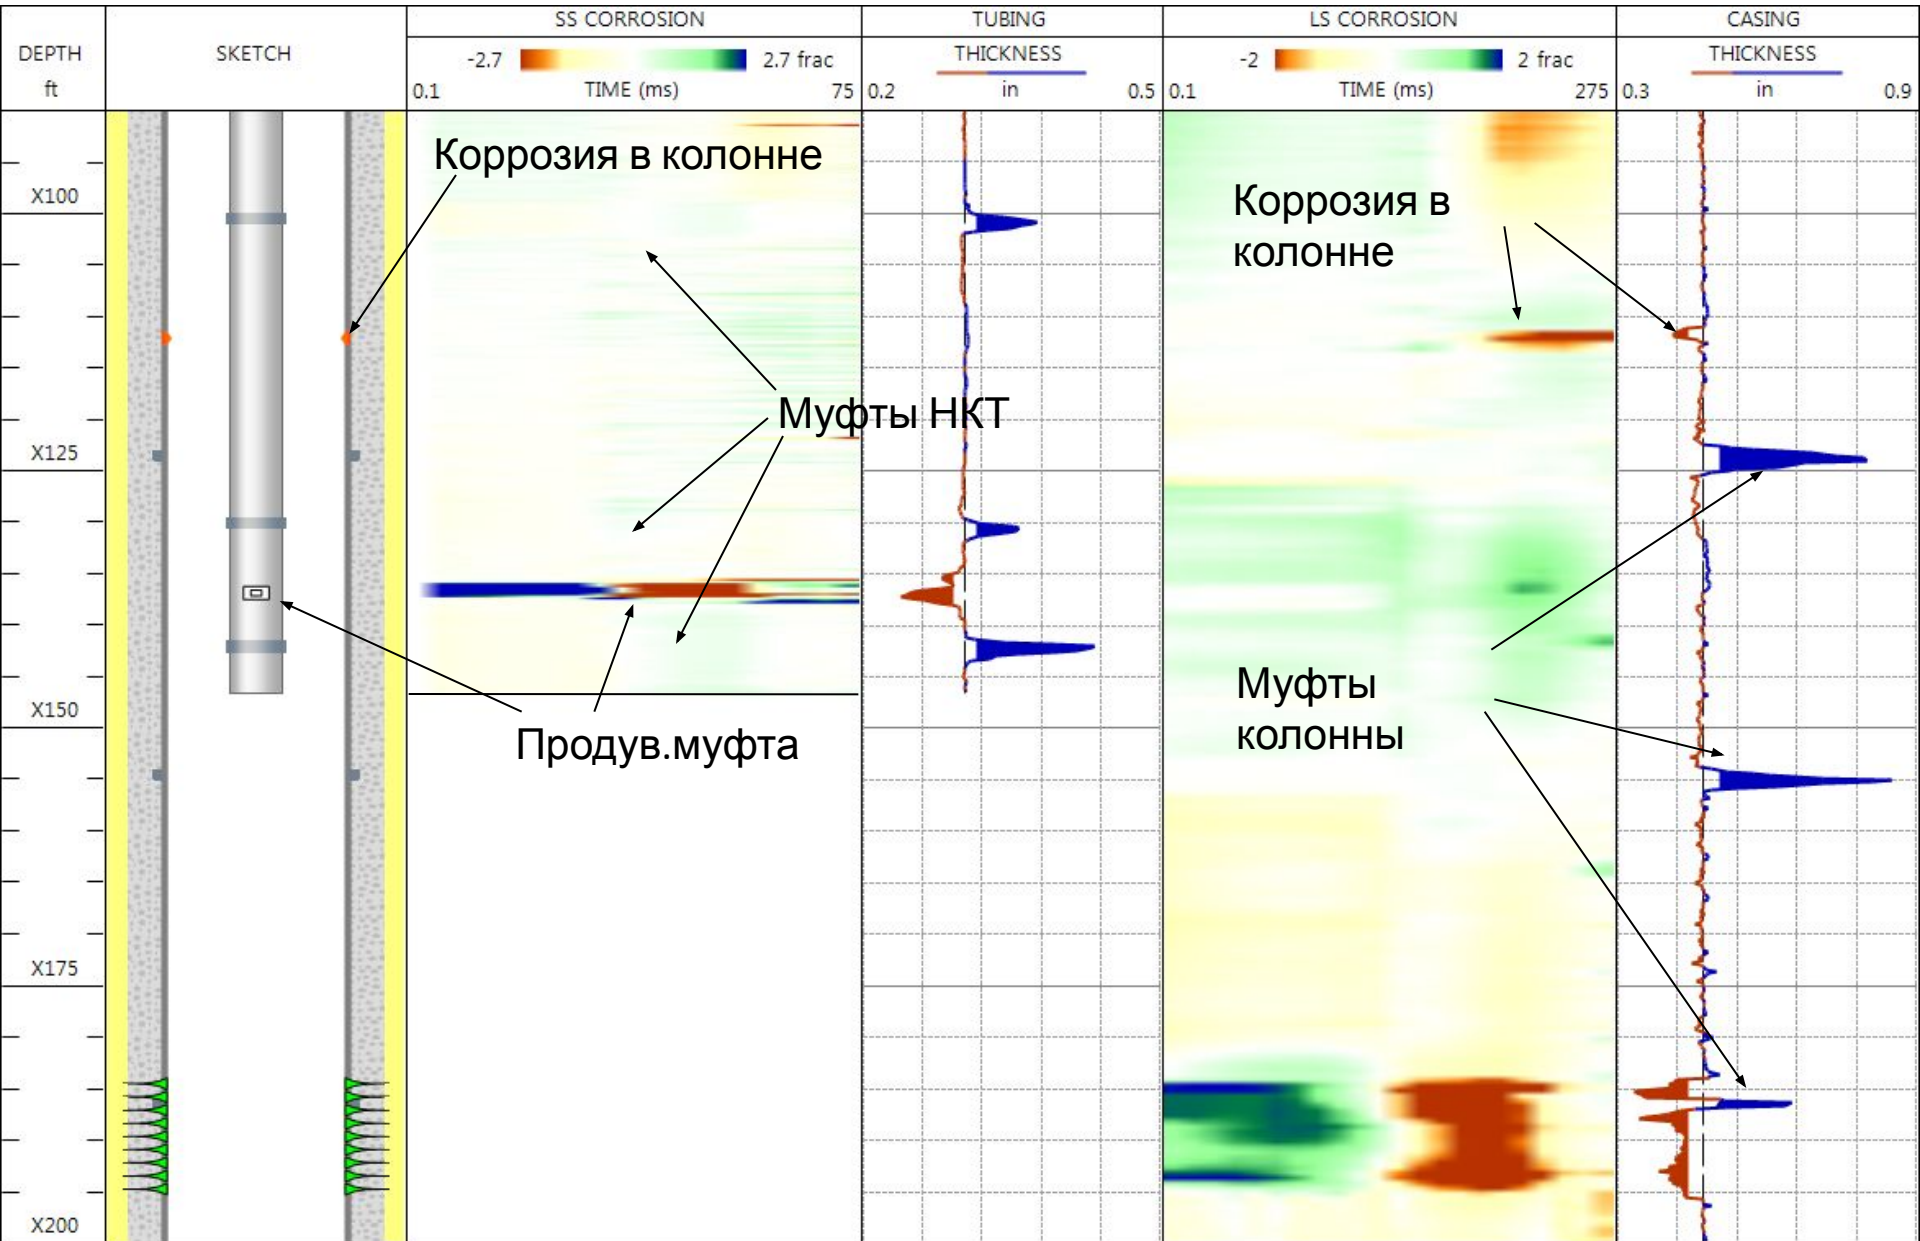 SS CORROSION
TUBING
LS CORROSION
CASING
DEPTH
SKETCH
-2.7
2.7 frac
THICKNESS
-2
2 frac
THICKNESS
ft
0.1
TIME (ms)
75
0.2
in
0.5
0.1
TIME (ms)
275
0.3
in
0.9
Коррозия в колонне
X100
Коррозия в
колонне
Муфты НКТ
X125
Муфты
колонны
X150
Продув.муфта
X175
X200